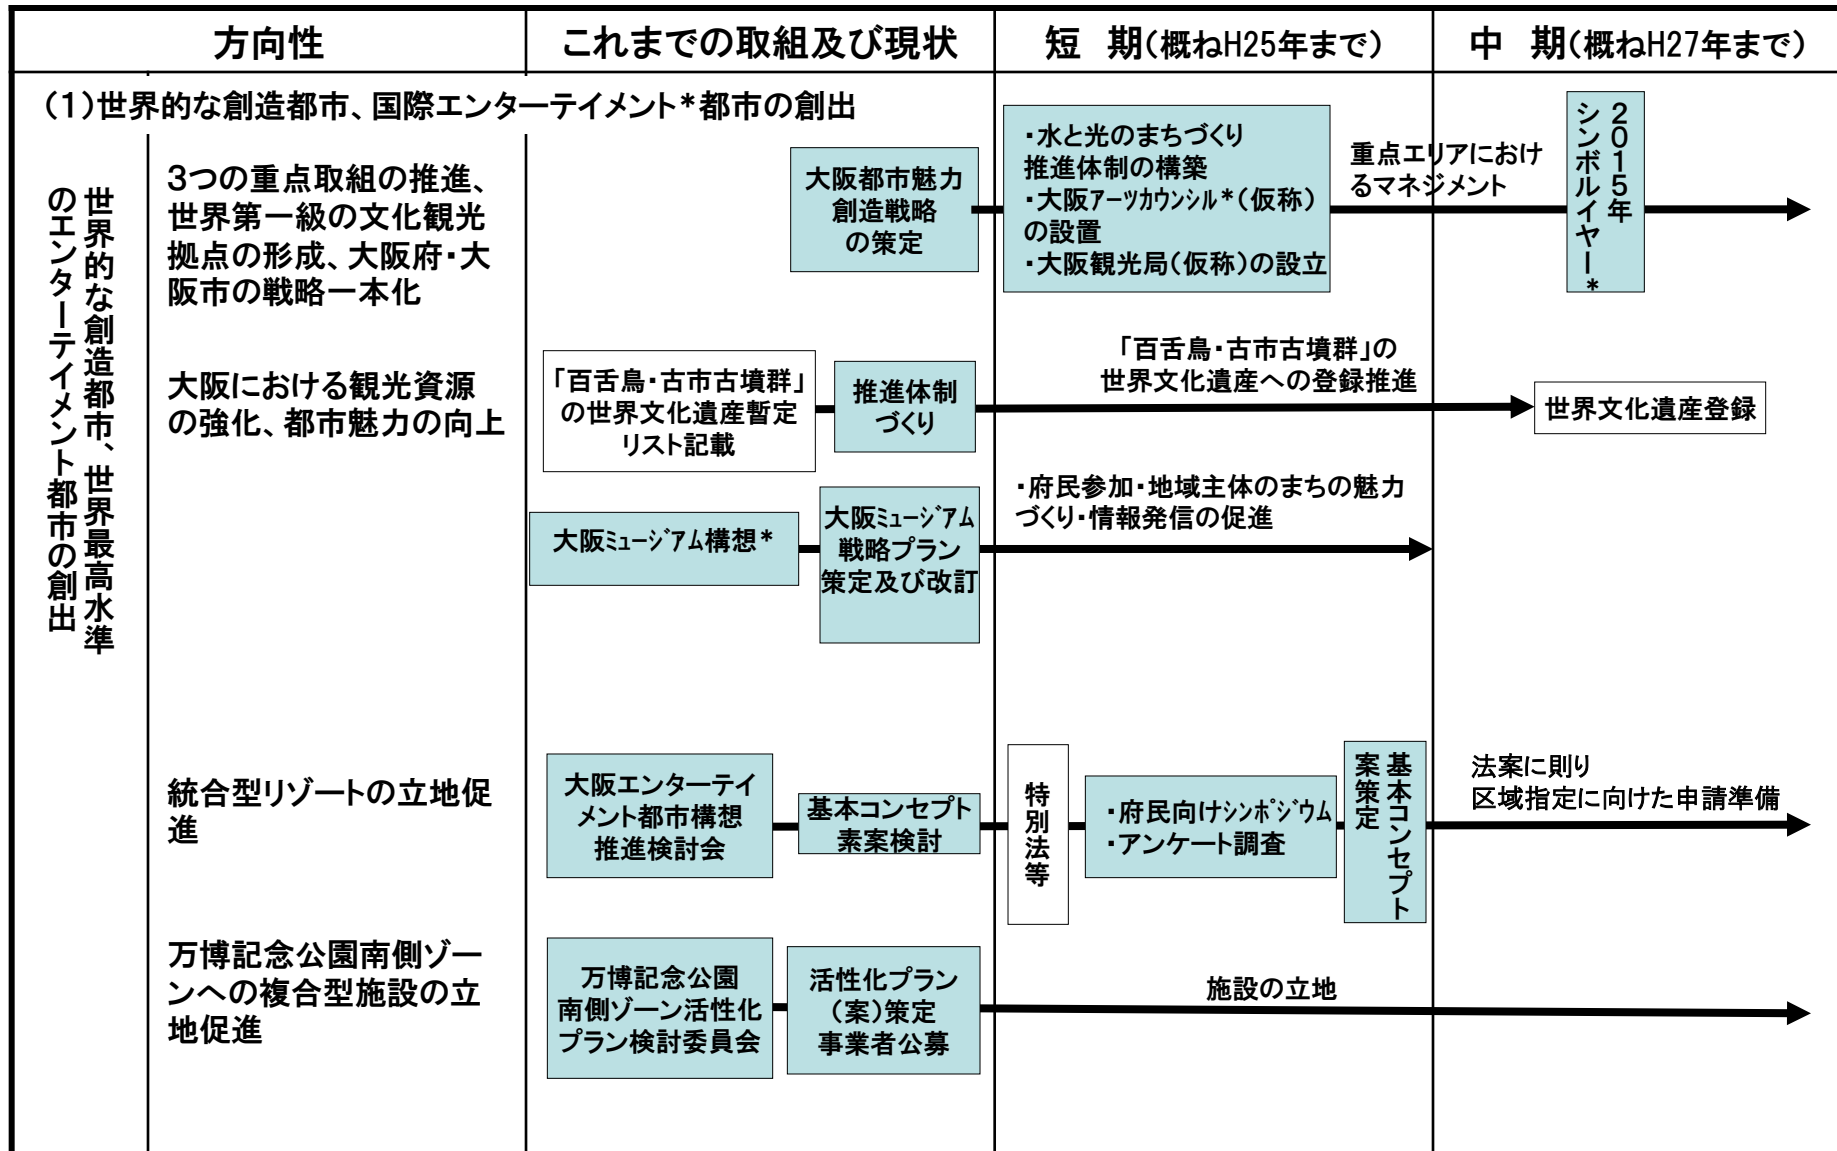 方向性
これまでの取組及び現状
短　期(概ねH25年まで)
中　期(概ねH27年まで)
(1)世界的な創造都市、国際エンターテイメント*都市の創出
世界的な創造都市、世界最高水準
のエンターテイメント都市の創出
3つの重点取組の推進、
世界第一級の文化観光
拠点の形成、大阪府・大
阪市の戦略一本化
大阪都市魅力
創造戦略
の策定
・水と光のまちづくり
推進体制の構築
・大阪ｱｰﾂｶｳﾝｼﾙ*(仮称)
の設置
・大阪観光局(仮称)の設立
重点エリアにおけ
るマネジメント
2015年
シンボルイヤー*
大阪における観光資源
の強化、都市魅力の向上
「百舌鳥・古市古墳群」
の世界文化遺産暫定
リスト記載
推進体制
づくり
「百舌鳥・古市古墳群」の
世界文化遺産への登録推進
世界文化遺産登録
大阪ﾐｭｰｼﾞｱﾑ構想*
大阪ﾐｭｰｼﾞｱﾑ
戦略プラン
策定及び改訂
・府民参加・地域主体のまちの魅力
づくり・情報発信の促進
統合型リゾートの立地促
進
大阪エンターテイ
メント都市構想
推進検討会
基本コンセプト
素案検討
特別法等
・府民向けｼﾝﾎﾟｼﾞｳﾑ
・アンケート調査
基本コンセプト
案策定
法案に則り
区域指定に向けた申請準備
万博記念公園南側ゾー
ンへの複合型施設の立
地促進
万博記念公園
南側ゾーン活性化
プラン検討委員会
活性化プラン
(案)策定
事業者公募
施設の立地